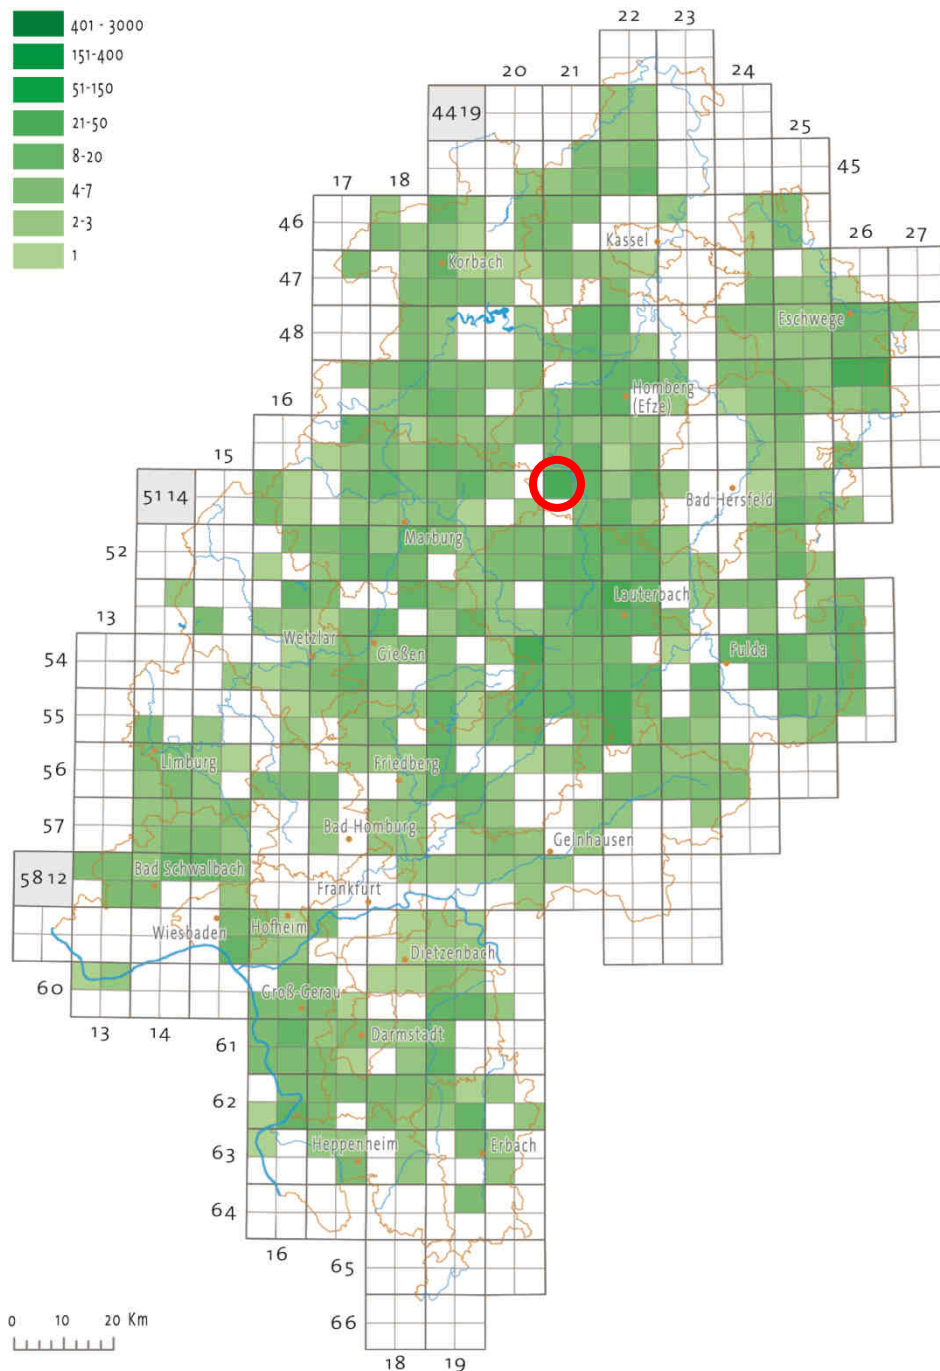 401 - 3000
151-400
51-150
21-50
8-20
4-7
2-3
1
22 23
20 21 24
4419 25
45
17 18
46 Kassel 26 27
Korbach
47
Eschwege
48
Homberg
(Efze)
16
15
5114 Bad Hersfeld
Marburg
52
Lauterbach
13
Wetzlar
54 Gießen Fulda
55
Limburg Friedberg
56
57 Bad Homburg Gelnhausen
5812 Bad Schwalbach
Frankfurt
Wiesbaden Hofheim
Dietzenbach
60 Groß-Gerau
13 14 61 Darmstadt
62
63 Heppenheim Erbach
64
16 65
0 10 20 Km
66
18 19